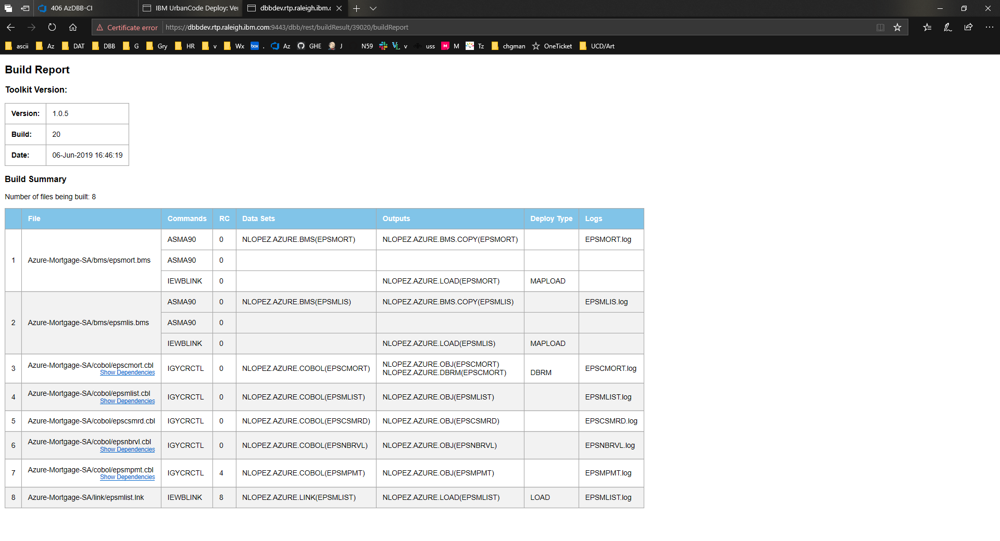 406 AzDBB-CI
IBM UrbanCode Deploy: Ver
dbbdev.rtp.raleigh.ibm.c
Certificate error
https://dbbdev.rtp.raleigh.ibm.com:9443/dbb/rest/buildResult/39020/buildReport
ascii Az DAT DBB G Gry HR v Wx box . Az GHE J N59 v uss M M Tz chgman OneTicket UCD/Art
Build Report
Toolkit Version:
Version: 1.0.5
Build: 20
Date: 06-Jun-2019 16:46:19
Build Summary
Number of files being built: 8
File Commands RC Data Sets Outputs Deploy Type Logs
1 Azure-Mortgage-SA/bms/epsmort.bms
ASMA90 0 NLOPEZ.AZURE.BMS(EPSMORT) NLOPEZ.AZURE.BMS.COPY(EPSMORT) EPSMORT.log
ASMA90 0
IEWBLINK 0 NLOPEZ.AZURE.LOAD(EPSMORT) MAPLOAD
2 Azure-Mortgage-SA/bms/epsmlis.bms
ASMA90 0 NLOPEZ.AZURE.BMS(EPSMLIS) NLOPEZ.AZURE.BMS.COPY(EPSMLIS) EPSMLIS.log
ASMA90 0
IEWBLINK 0 NLOPEZ.AZURE.LOAD(EPSMLIS) MAPLOAD
3 Azure-Mortgage-SA/cobol/epscmort.cbl
Show Dependencies
IGYCRCTL 0 NLOPEZ.AZURE.COBOL(EPSCMORT) NLOPEZ.AZURE.OBJ(EPSCMORT)
NLOPEZ.AZURE.DBRM(EPSCMORT) DBRM EPSCMORT.log
4 Azure-Mortgage-SA/cobol/epsmlist.cbl
Show Dependencies
IGYCRCTL 0 NLOPEZ.AZURE.COBOL(EPSMLIST) NLOPEZ.AZURE.OBJ(EPSMLIST) EPSMLIST.log
5 Azure-Mortgage-SA/cobol/epscsmrd.cbl IGYCRCTL 0 NLOPEZ.AZURE.COBOL(EPSCSMRD) NLOPEZ.AZURE.OBJ(EPSCSMRD) EPSCSMRD.log
6 Azure-Mortgage-SA/cobol/epsnbrvl.cbl
Show Dependencies
IGYCRCTL 0 NLOPEZ.AZURE.COBOL(EPSNBRVL) NLOPEZ.AZURE.OBJ(EPSNBRVL) EPSNBRVL.log
7 Azure-Mortgage-SA/cobol/epsmpmt.cbl
Show Dependencies
IGYCRCTL 4 NLOPEZ.AZURE.COBOL(EPSMPMT) NLOPEZ.AZURE.OBJ(EPSMPMT) EPSMPMT.log
8 Azure-Mortgage-SA/link/epsmlist.lnk IEWBLINK 8 NLOPEZ.AZURE.LINK(EPSMLIST) NLOPEZ.AZURE.LOAD(EPSMLIST) LOAD EPSMLIST.log